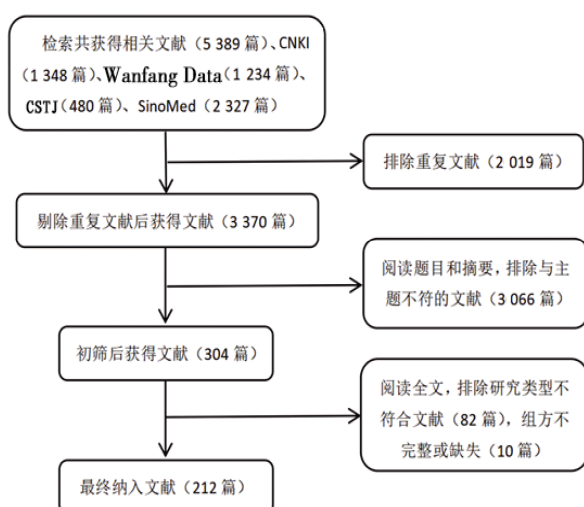 检索共获得相关文献（5 389 篇）、CNKI
（1 348 篇）、Wanfang Data（1 234 篇）、
CSTJ（480 篇）、SinoMed（2 327 篇）
排除重复文献（2 019 篇）
剔除重复文献后获得文献（3 370 篇）
阅读题目和摘要，排除与主
题不符的文献（3 066 篇）
初筛后获得文献（304 篇）
阅读全文，排除研究类型不
符合文献（82 篇），组方不
完整或缺失（10 篇）
最终纳入文献（212 篇）